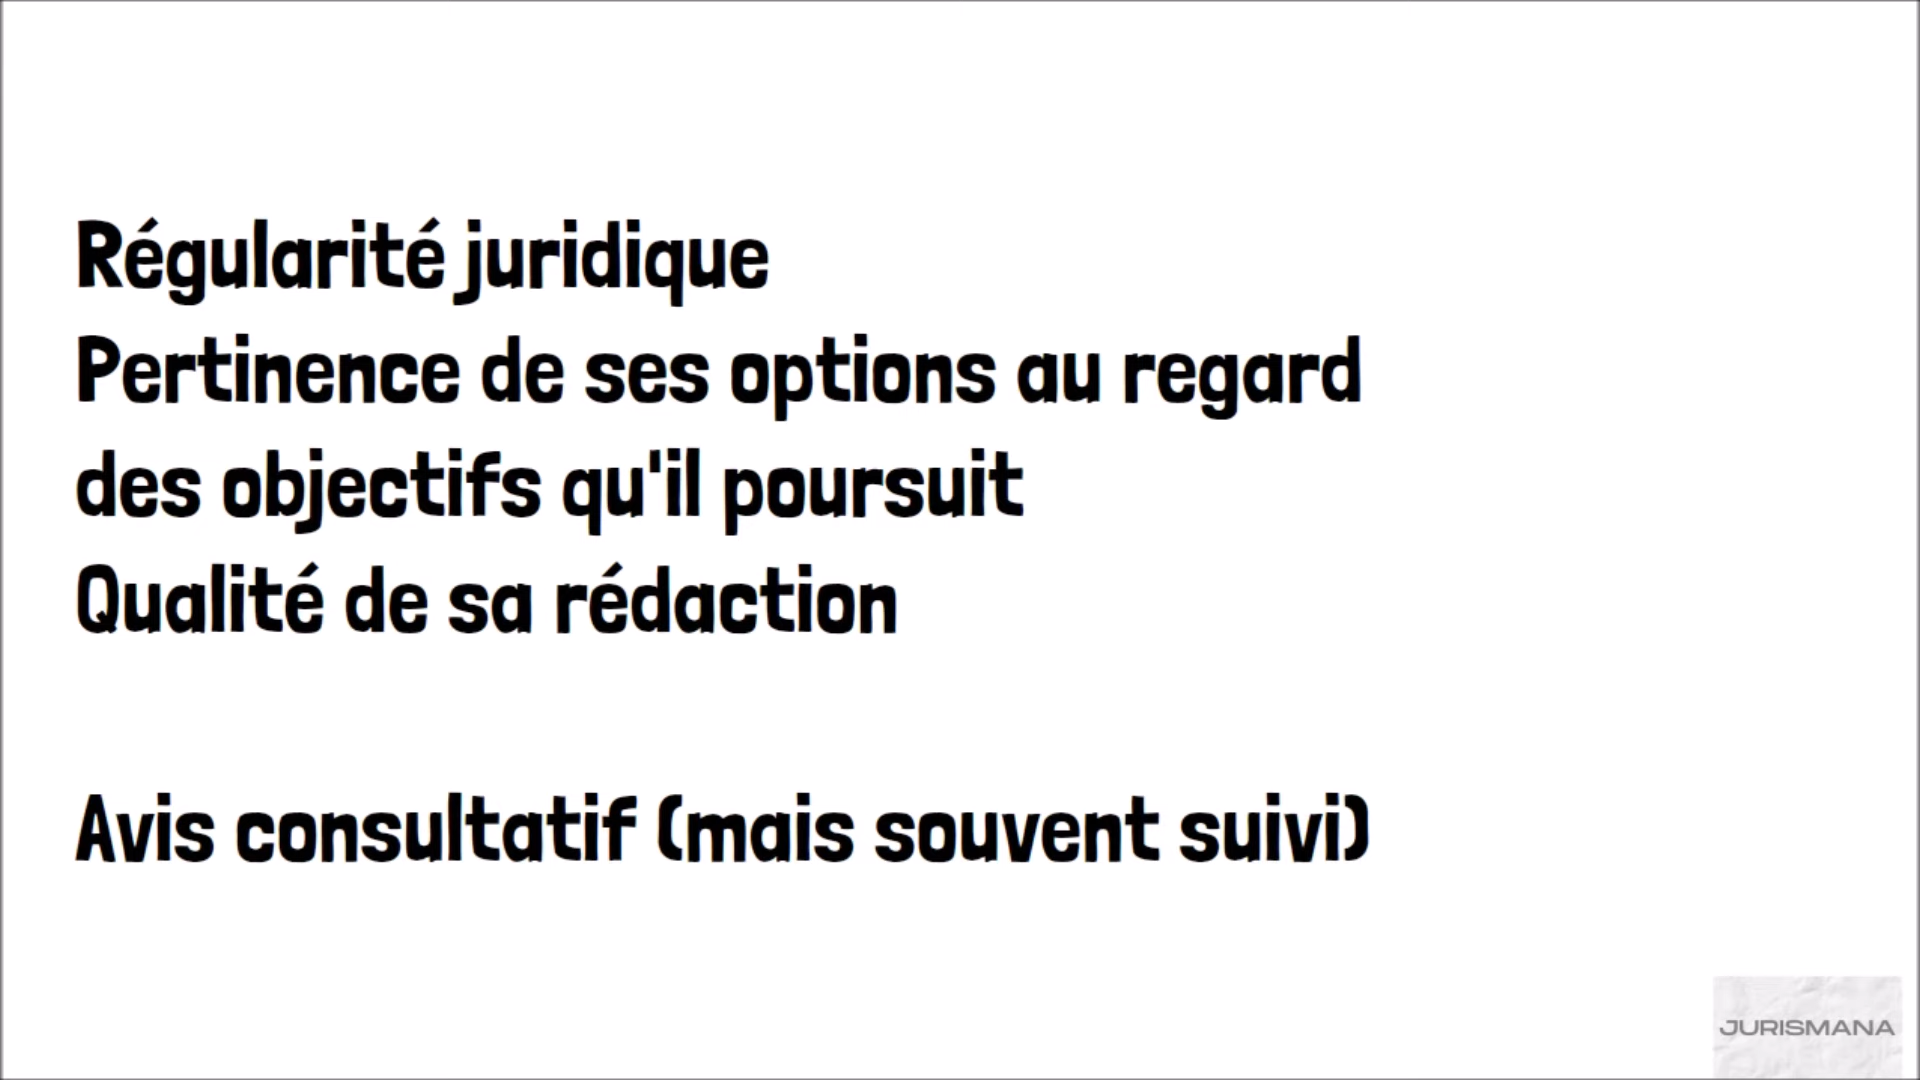 Régularité juridique
Pertinence de ses options au regard
des objectifs qu'il poursuit
Qualité de sa rédaction
Avis consultatif (mais souvent suivi)
JURISMANA